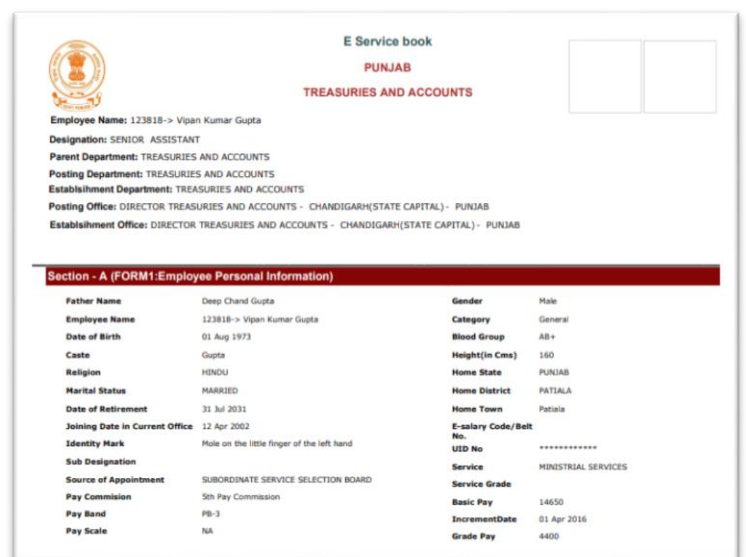 E Service book
PUNJAB
TREASURIES AND ACCOUNTS
Employee Name: 123818-> Vipan Kumar Gupta
Designation: SENIOR ASSISTANT
Parent Department: TREASURIES AND ACCOUNTS
Posting Department: TREASURIES AND ACCOUNTS
Establsihment Department: TREASURIES AND ACCOUNTS
Posting Office: DIRECTOR TREASURIES AND ACCOUNTS - CHANDIGARH(STATE CAPITAL) - PUNJAB
Establsihment Office: DIRECTOR TREASURIES AND ACCOUNTS - CHANDIGARH(STATE CAPITAL) - PUNJAB
Section - A (FORM1:Employee Personal Information)
Father Name Deep Chand Gupta Gender Male
Employee Name 123818-> Vipan Kumar Gupta Category General
Date of Birth 01 Aug 1973 Blood Group AB+
Caste Gupta Height(in Cms) 160
Religion HINDU Home State PUNJAB
Marital Status MARRIED Home District PATIALA
Date of Retirement 31 Jul 2031 Home Town Patiala
Joining Date in Current Office 12 Apr 2002 E-salary Code/Belt No.
Identity Mark Mole on the little finger of the left hand UID No ************
Sub Designation Service MINISTRIAL SERVICES
Source of Appointment SUBORDINATE SERVICE SELECTION BOARD Service Grade
Pay Commision 5th Pay Commission Basic Pay 14650
Pay Band PB-3 IncrementDate 01 Apr 2016
Pay Scale NA Grade Pay 4400